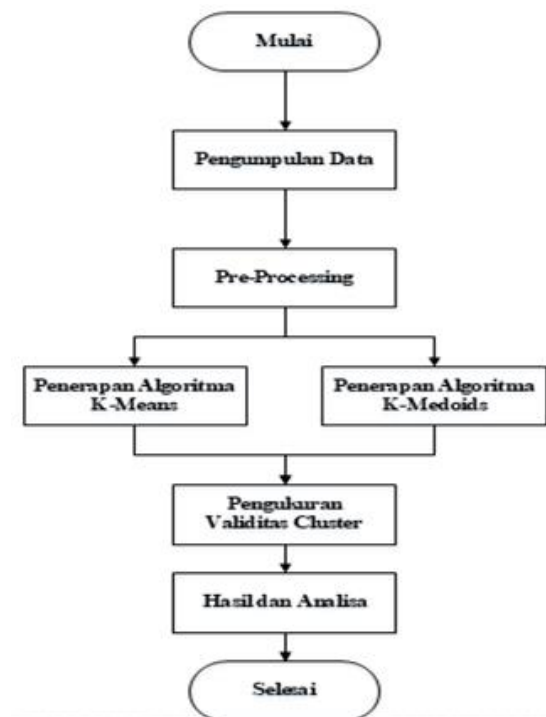 Mulai
Pengumpulan Data
Pre-Processing
Penerapan Algoritma
K-Means
Penerapan Algoritma
K-Medoids
Pengukuran
Validitas Cluster
Hasil dan Analisa
Selesai